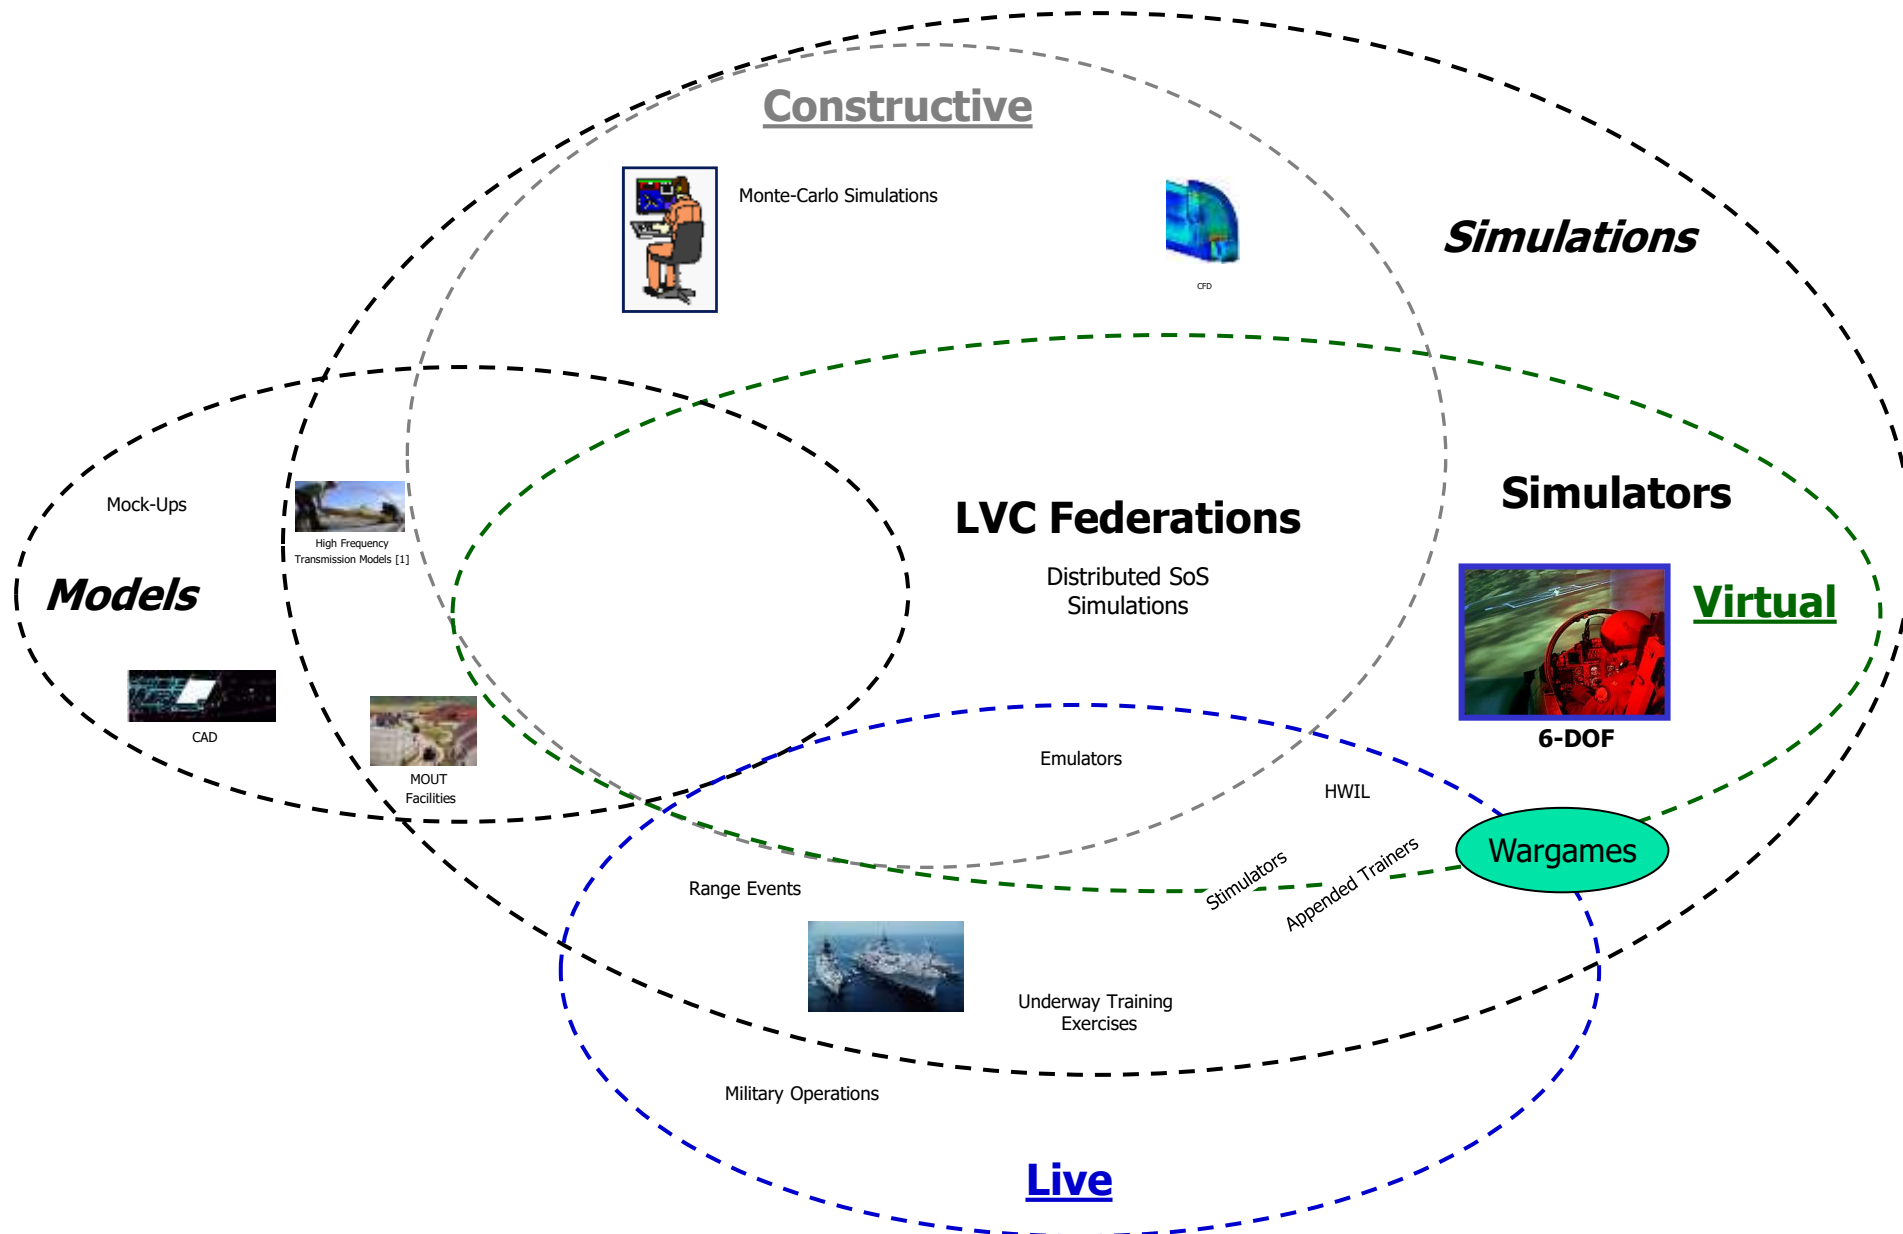 Constructive
Monte-Carlo Simulations
CFD
Simulations
Mock-Ups
High Frequency
Transmission Models [1]
Models
CAD
MOUT
Facilities
LVC Federations
Distributed SoS
Simulations
Simulators
Virtual
6-DOF
Emulators
HWIL
Wargames
Stimulators
Appended Trainers
Range Events
Underway Training
Exercises
Military Operations
Live